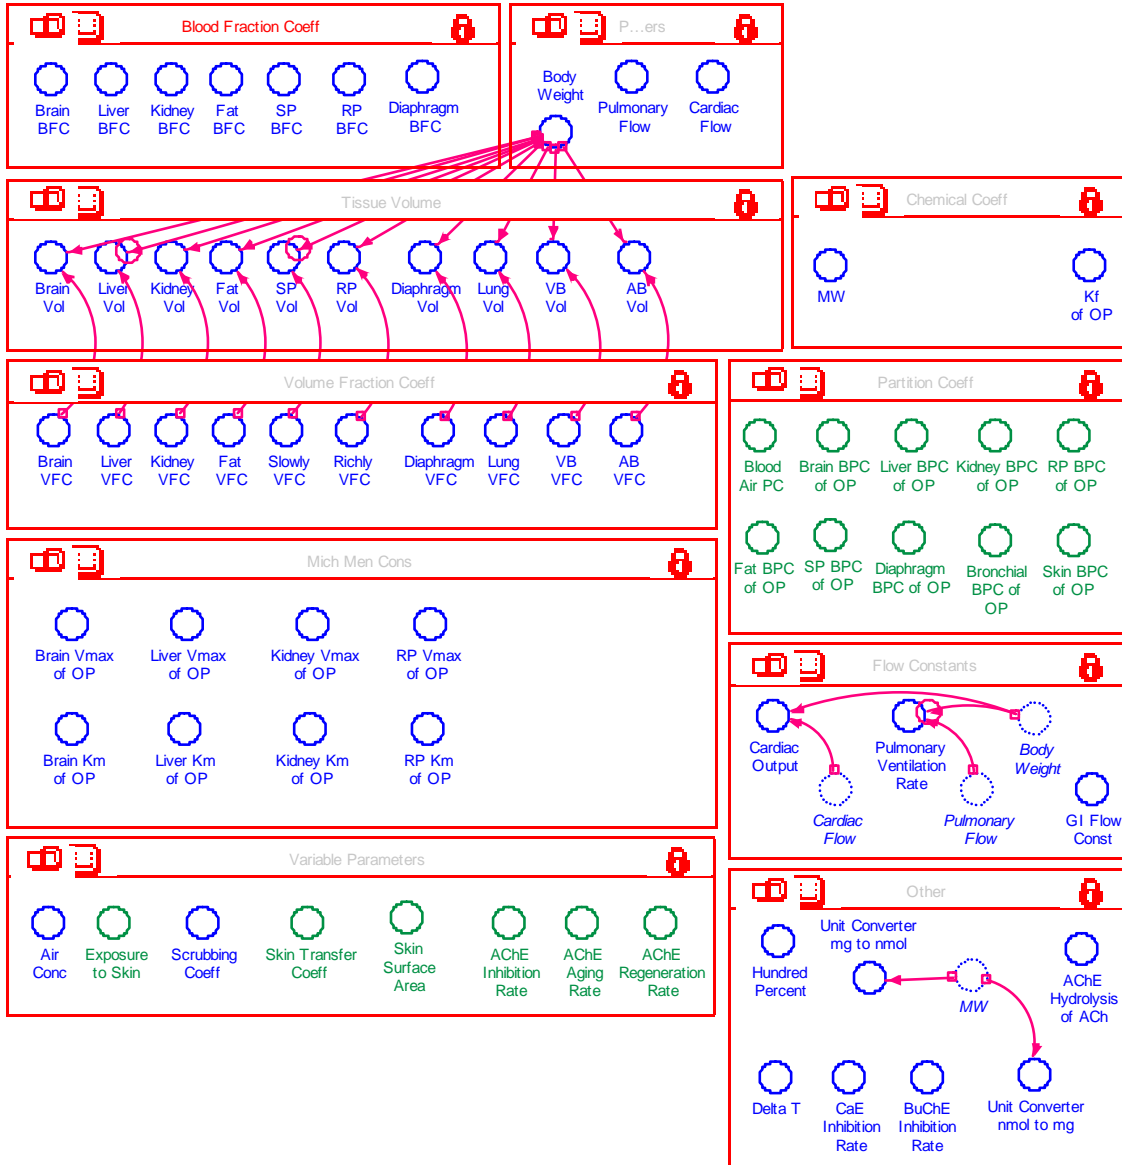 Blood Fraction Coeff
Brain
BFC
Liver
BFC
Kidney
BFC
Fat
BFC
SP
BFC
RP
BFC
Diaphragm
BFC
P...ers
Body
Weight
Pulmonary
Flow
Cardiac
Flow
Tissue Volume
Brain
Vol
Liver
Vol
Kidney
Vol
Fat
Vol
SP
Vol
RP
Vol
Diaphragm
Vol
Lung
Vol
VB
Vol
AB
Vol
Chemical Coeff
MW
Kf
of OP
Volume Fraction Coeff
Brain
VFC
Liver
VFC
Kidney
VFC
Fat
VFC
Slowly
VFC
Richly
VFC
Diaphragm
VFC
Lung
VFC
VB
VFC
AB
VFC
Partition Coeff
Blood
Air PC
Brain BPC
of OP
Liver BPC
of OP
Kidney BPC
of OP
RP BPC
of OP
Fat BPC
of OP
SP BPC
of OP
Diaphragm
BPC of OP
Bronchial
BPC of
OP
Skin BPC
of OP
Mich Men Cons
Brain Vmax
of OP
Liver Vmax
of OP
Kidney Vmax
of OP
RP Vmax
of OP
Brain Km
of OP
Liver Km
of OP
Kidney Km
of OP
RP Km
of OP
Flow Constants
Cardiac
Output
Pulmonary
Ventilation
Rate
Body
Weight
Cardiac
Flow
Pulmonary
Flow
GI Flow
Const
Variable Parameters
Air
Conc
Exposure
to Skin
Scrubbing
Coeff
Skin Transfer
Coeff
Skin
Surface
Area
AChE
Inhibition
Rate
AChE
Aging
Rate
AChE
Regeneration
Rate
Other
Hundred
Percent
Unit Converter
mg to nmol
MW
AChE
Hydrolysis
of ACh
Delta T
CaE
Inhibition
Rate
BuChE
Inhibition
Rate
Unit Converter
nmol to mg